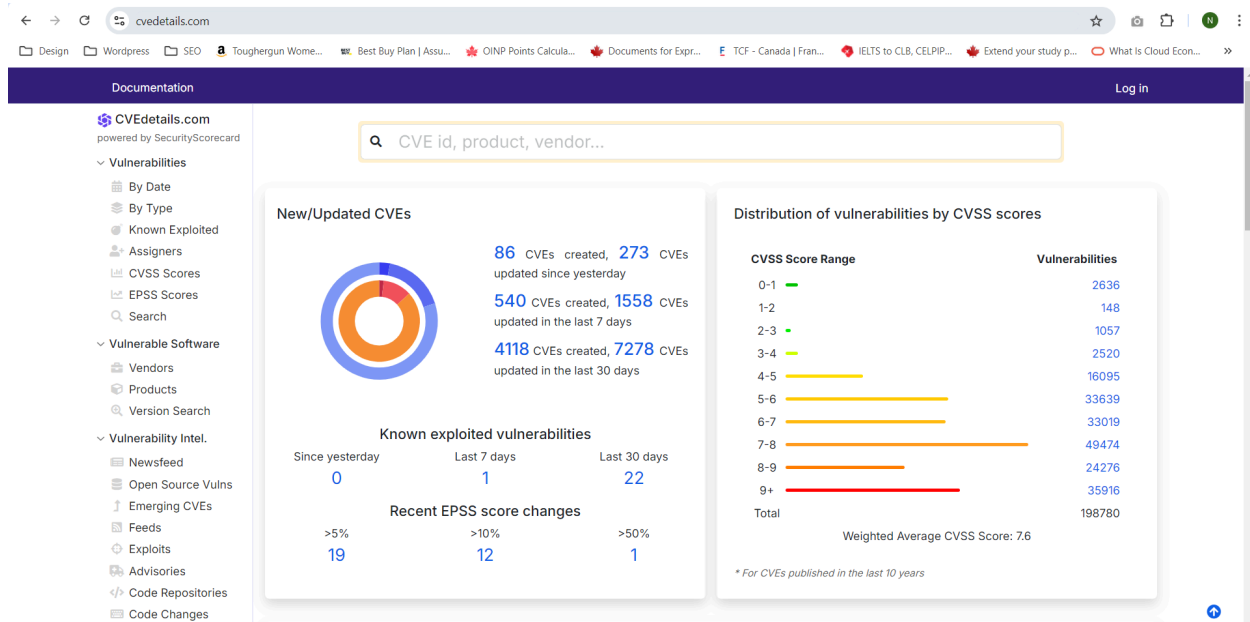 cvedetails.com
N
Design
Wordpress
SEO
Toughergun Wome...
Best Buy Plan | Assu...
OINP Points Calcula...
Documents for Expr...
TCF - Canada | Fran...
IELTS to CLB, CELPIP...
Extend your study p...
What Is Cloud Econ...
»
Documentation
Log in
CVEdetails.com
powered by SecurityScorecard
Vulnerabilities
By Date
By Type
Known Exploited
Assigners
CVSS Scores
EPSS Scores
Search
Vulnerable Software
Vendors
Products
Version Search
Vulnerability Intel.
Newsfeed
Open Source Vulns
Emerging CVEs
Feeds
Exploits
Advisories
Code Repositories
Code Changes
CVE id, product, vendor...
New/Updated CVEs
86 CVEs created, 273 CVEs
updated since yesterday
540 CVEs created, 1558 CVEs
updated in the last 7 days
4118 CVEs created, 7278 CVEs
updated in the last 30 days
Known exploited vulnerabilities
Since yesterday Last 7 days Last 30 days
0 1 22
Recent EPSS score changes
>5% >10% >50%
19 12 1
Distribution of vulnerabilities by CVSS scores
CVSS Score Range Vulnerabilities
0-1 2636
1-2 148
2-3 1057
3-4 2520
4-5 16095
5-6 33639
6-7 33019
7-8 49474
8-9 24276
9+ 35916
Total 198780
Weighted Average CVSS Score: 7.6
* For CVEs published in the last 10 years